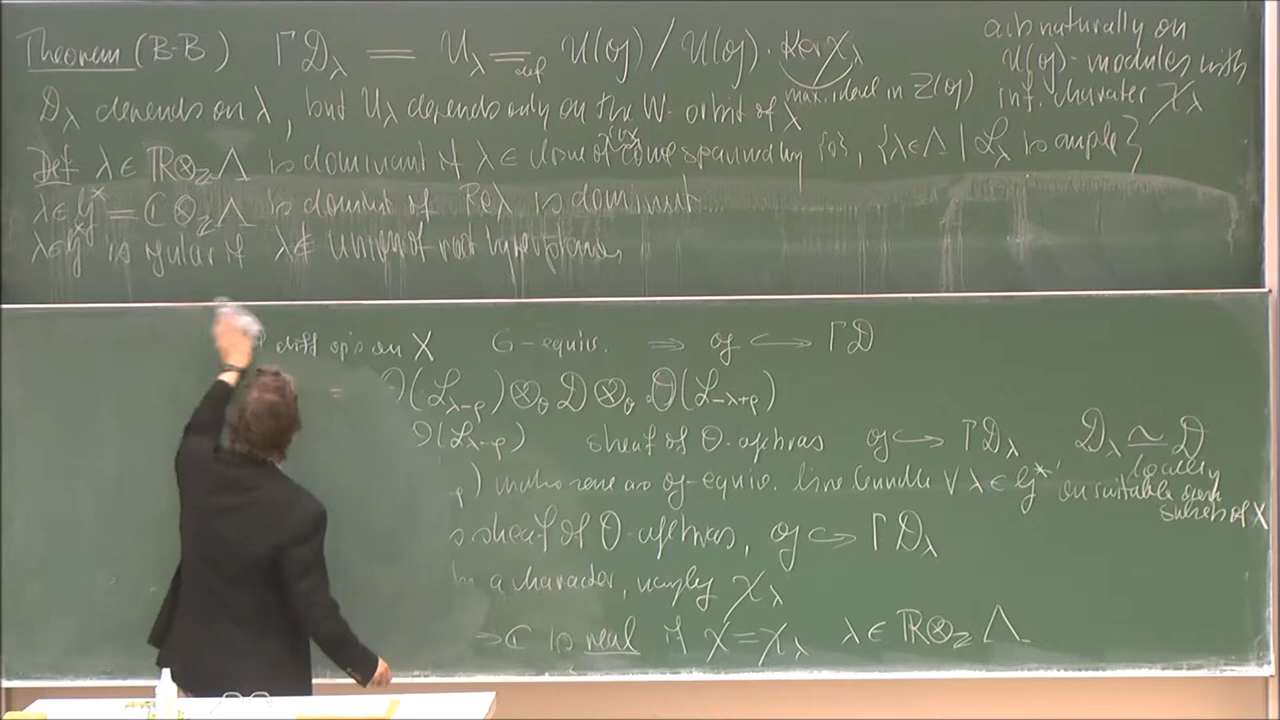 Theorem (B-B) Γ𝒟_λ = U_λ =_def U(𝔤) / U(𝔤) · Ker χ_λ
max. ideal in Z(𝔤)
acts naturally on
U(𝔤)-modules with
inf. character χ_λ
𝒟_λ depends on λ, but U_λ depends only on the W-orbit of λ
Def λ ∈ ℝ⊗_ℤ Λ is dominant if λ ∈ closure of cone spanned by {0}, {λ∈Λ | ℒ_λ is ample}
λ ∈ 𝔥* = ℂ ⊗_ℤ Λ is dominant if Re λ is dominant
λ∈𝔥* is regular if λ ∉ union of root hyperplanes
diff op's on X G-equiv. ⇒ 𝔤 ↪ Γ𝒟
= 𝒪(ℒ_{λ-ρ}) ⊗_𝒪 𝒟 ⊗_𝒪 𝒪(ℒ_{-λ+ρ})
𝒪(ℒ_{λ-ρ}) sheaf of 𝒪-algebras 𝔤 ↪ Γ𝒟_λ 𝒟_λ ≃ 𝒟
locally
on suitable open
subsets of X
-ρ) makes sense as 𝔤-equiv. line bundle ∀ λ ∈ 𝔥*
sheaf of 𝒪-algebras, 𝔤 ↪ Γ𝒟_λ
by a character, namely χ_λ
→ ℂ is real if χ = χ_λ λ ∈ ℝ⊗_ℤ Λ